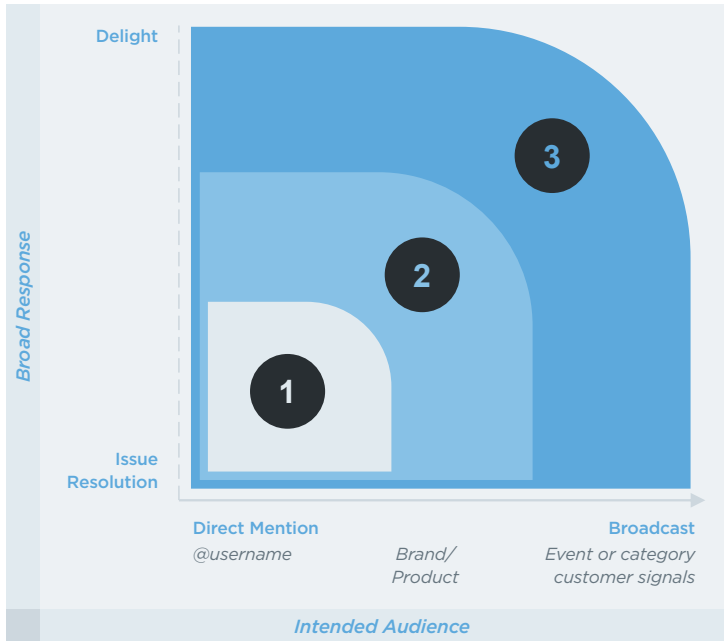 Delight
3
2
Broad Response
1
Issue
Resolution
Direct Mention
Broadcast
@username
Brand/
Product
Event or category
customer signals
Intended Audience